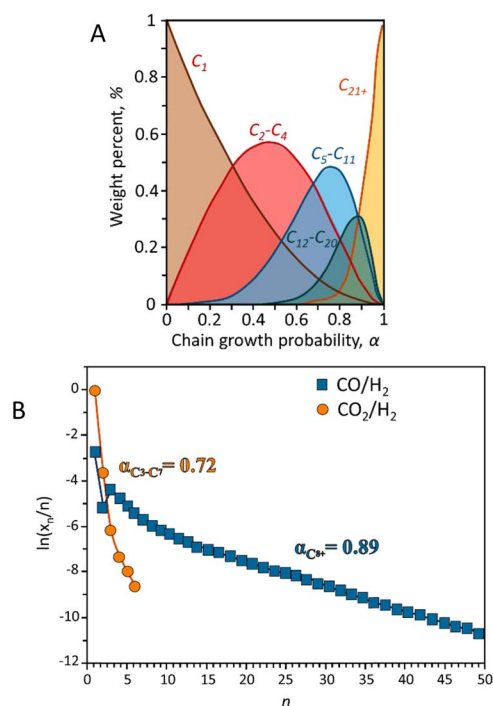 A
1
0.8
0.6
0.4
0.2
0
Weight percent, %
C₁
C₂-C₄
C₅-C₁₁
C₁₂-C₂₀
C₂₁₊
0 0.2 0.4 0.6 0.8 1
Chain growth probability, α
B
0
-2
-4
-6
-8
-10
-12
ln(xₙ/n)
CO/H₂
CO₂/H₂
α_C³-C⁷ = 0.72
α_C⁸⁺ = 0.89
0 5 10 15 20 25 30 35 40 45 50
n